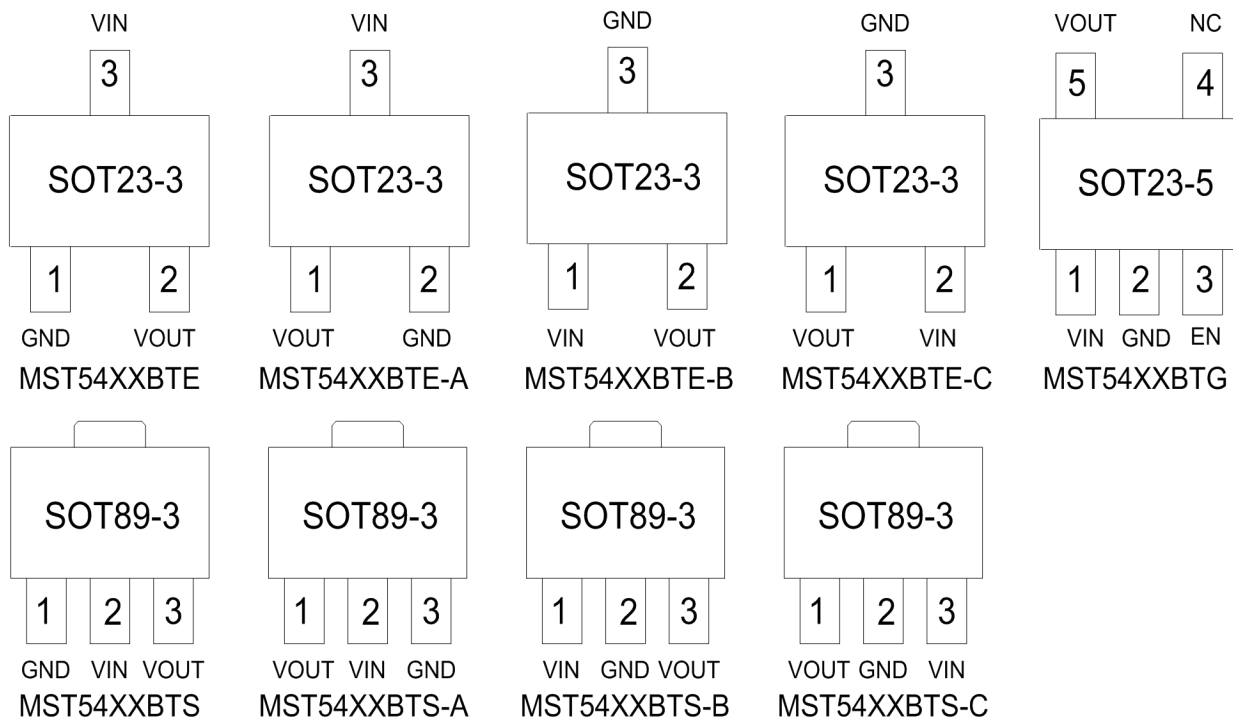 VIN VIN GND GND VOUT NC
3 3 3 3 5 4
SOT23-3 SOT23-3 SOT23-3 SOT23-3 SOT23-5
1 2 1 2 1 2 1 2 1 2 3
GND VOUT VOUT GND VIN VOUT VOUT VIN VIN GND EN
MST54XXBTE MST54XXBTE-A MST54XXBTE-B MST54XXBTE-C MST54XXBTG
SOT89-3 SOT89-3 SOT89-3 SOT89-3
1 2 3 1 2 3 1 2 3 1 2 3
GND VIN VOUT VOUT VIN GND VIN GND VOUT VOUT GND VIN
MST54XXBTS MST54XXBTS-A MST54XXBTS-B MST54XXBTS-C